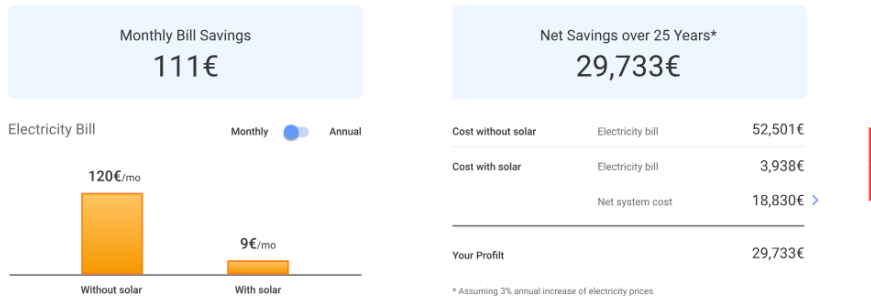 Monthly Bill Savings
111€
Electricity Bill
Monthly Annual
120€/mo
9€/mo
Without solar With solar
Net Savings over 25 Years*
29,733€
Cost without solar Electricity bill 52,501€
Cost with solar Electricity bill 3,938€
Net system cost 18,830€
Your Profilt 29,733€
* Assuming 3% annual increase of electricity prices